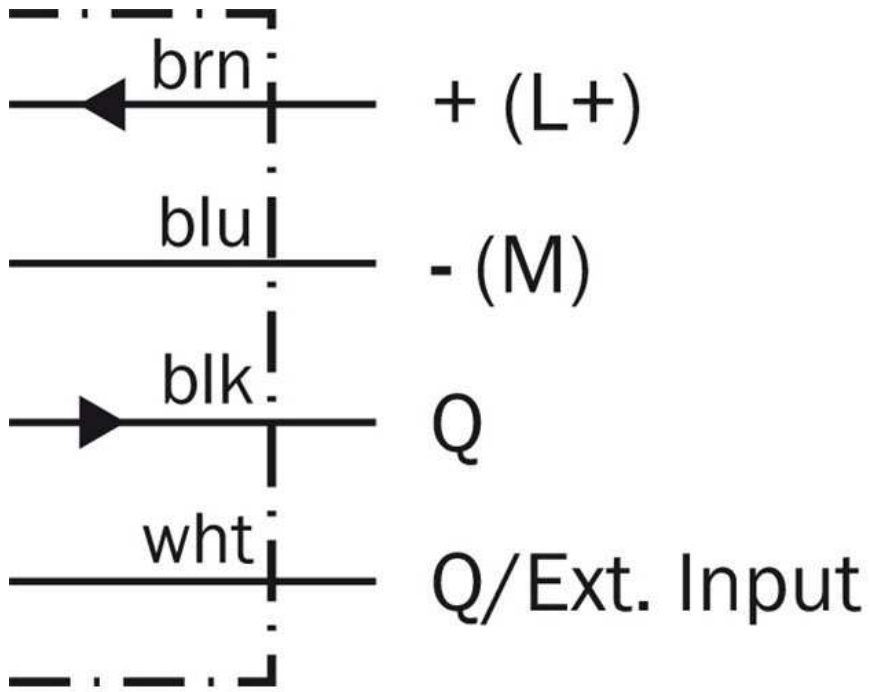 brn + (L+)
blu - (M)
blk Q
wht Q/Ext. Input